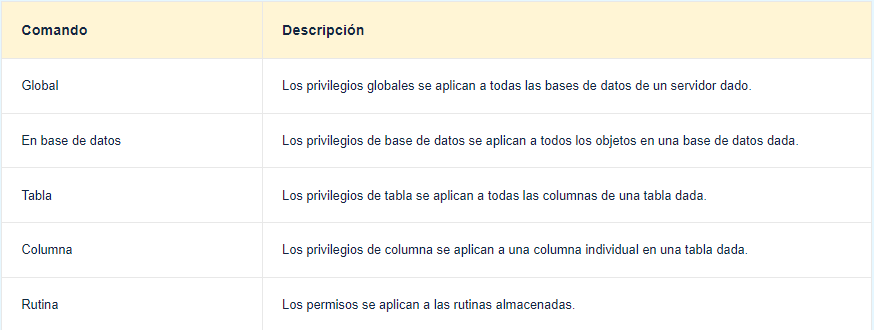 Comando Descripción
Global Los privilegios globales se aplican a todas las bases de datos de un servidor dado.
En base de datos Los privilegios de base de datos se aplican a todos los objetos en una base de datos dada.
Tabla Los privilegios de tabla se aplican a todas las columnas de una tabla dada.
Columna Los privilegios de columna se aplican a una columna individual en una tabla dada.
Rutina Los permisos se aplican a las rutinas almacenadas.